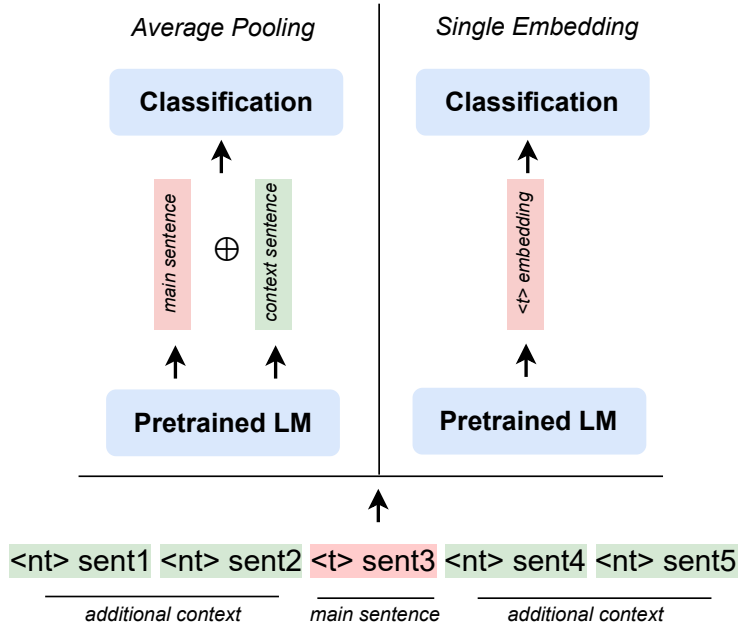 Average Pooling
Single Embedding
Classification
Classification
main sentence
⊕
context sentence
<t> embedding
Pretrained LM
Pretrained LM
<nt> sent1 <nt> sent2 <t> sent3 <nt> sent4 <nt> sent5
additional context
main sentence
additional context